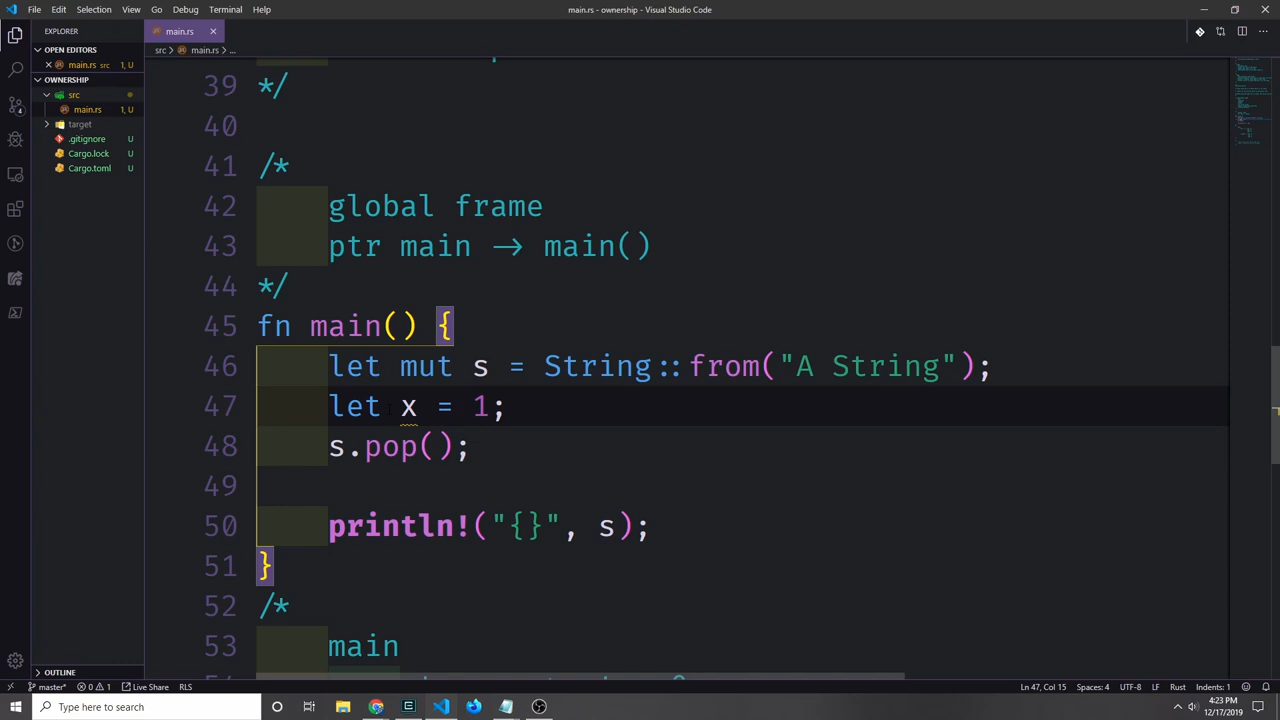 File Edit Selection View Go Debug Terminal Help
main.rs - ownership - Visual Studio Code
EXPLORER
main.rs
OPEN EDITORS
main.rs src 1, U
OWNERSHIP
src
main.rs 1, U
target
.gitignore U
Cargo.lock U
Cargo.toml U
OUTLINE
src > main.rs > ...
39 */
40
41 /*
42 global frame
43 ptr main -> main()
44 */
45 fn main() {
46 let mut s = String::from("A String");
47 let x = 1;
48 s.pop();
49
50 println!("{}", s);
51 }
52 /*
53 main
master* 0 1 Live Share RLS
Ln 47, Col 15 Spaces: 4 UTF-8 LF Rust Indents: 1
Type here to search
4:23 PM
12/17/2019